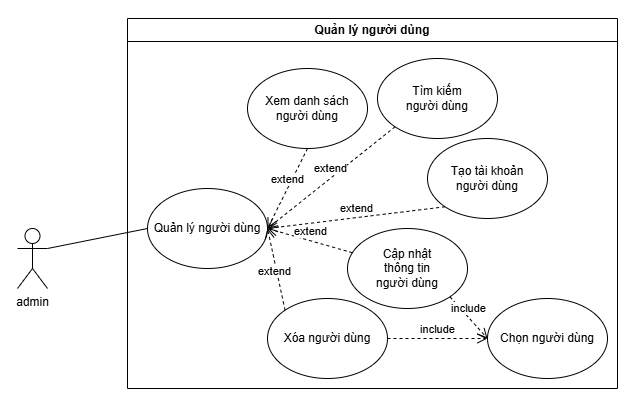 Quản lý người dùng
Xem danh sách
người dùng
Tìm kiếm
người dùng
extend
extend
Tạo tài khoản
người dùng
extend
Quản lý người dùng
extend
Cập nhật
thông tin
người dùng
extend
admin
include
Xóa người dùng
include
Chọn người dùng